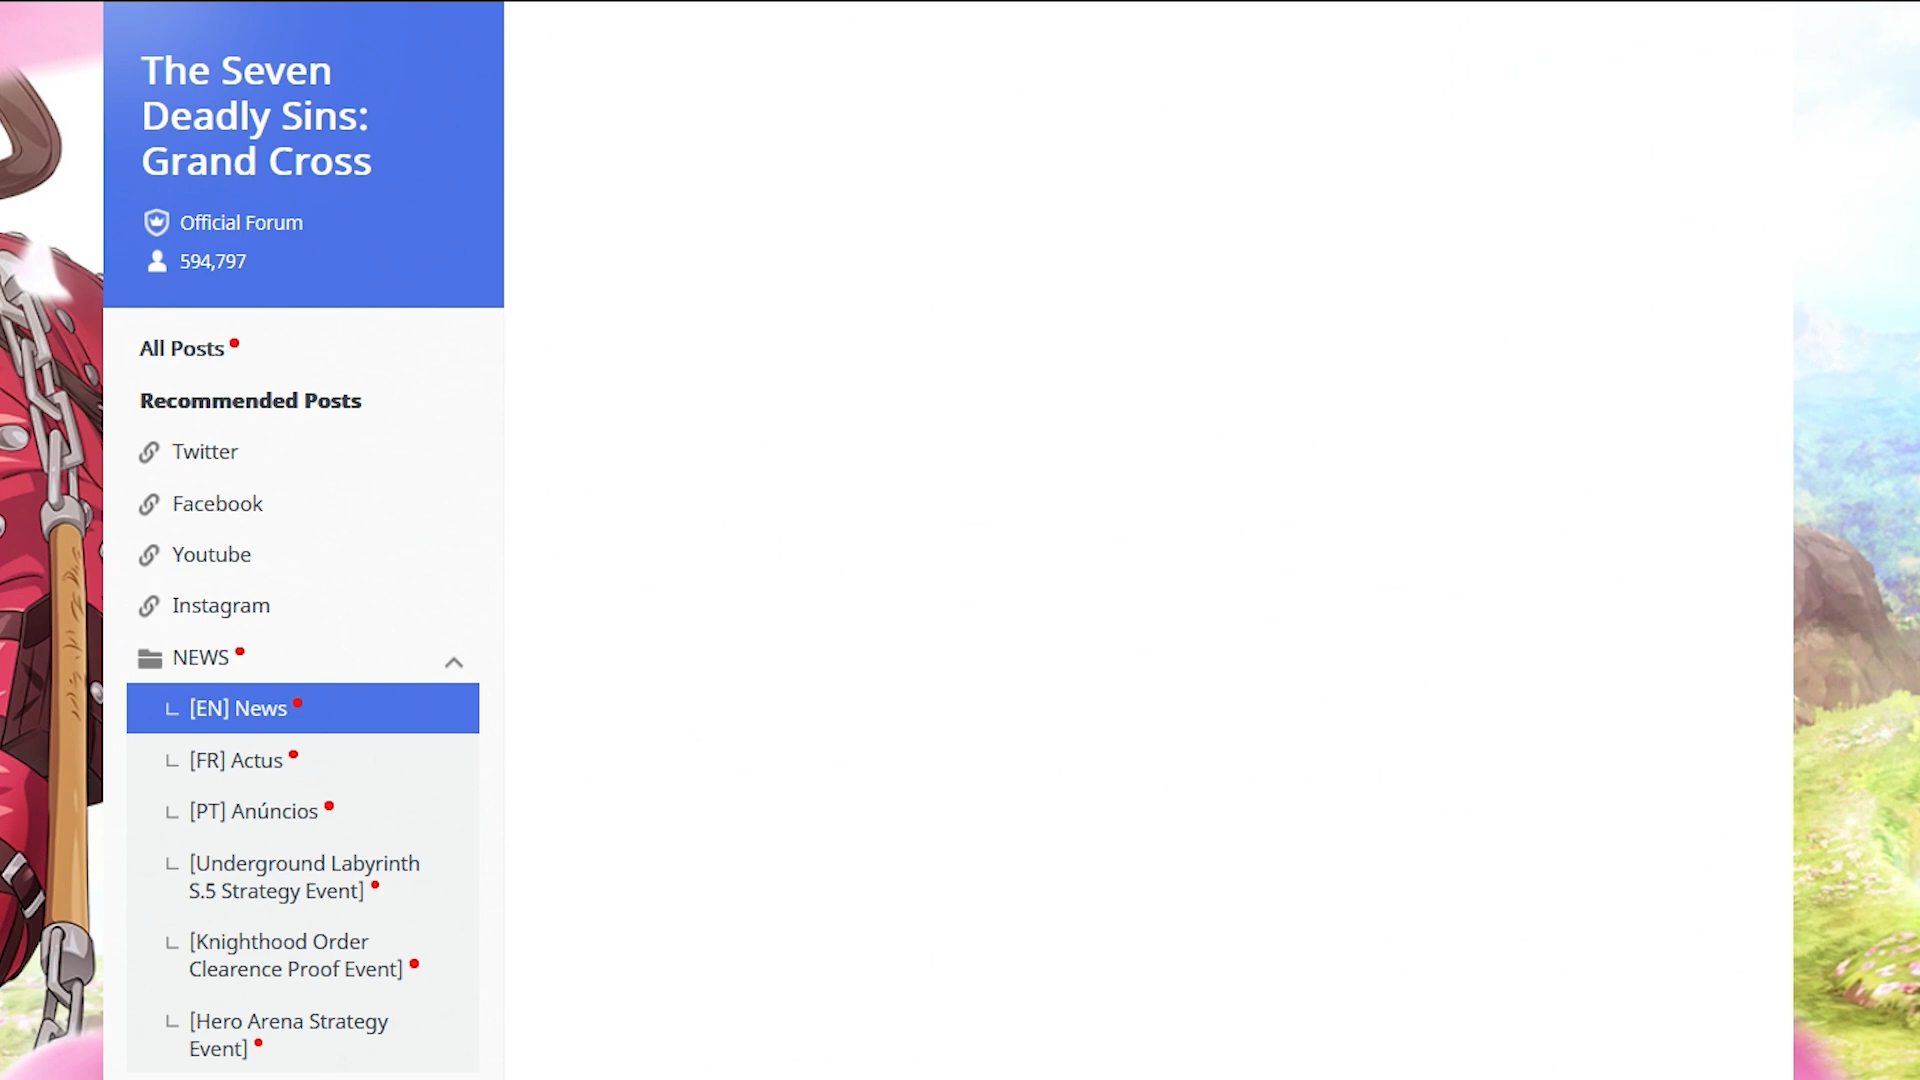 The Seven
Deadly Sins:
Grand Cross
Official Forum
594,797
All Posts
Recommended Posts
Twitter
Facebook
Youtube
Instagram
NEWS
[EN] News
[FR] Actus
[PT] Anúncios
[Underground Labyrinth
S.5 Strategy Event]
[Knighthood Order
Clearence Proof Event]
[Hero Arena Strategy
Event]